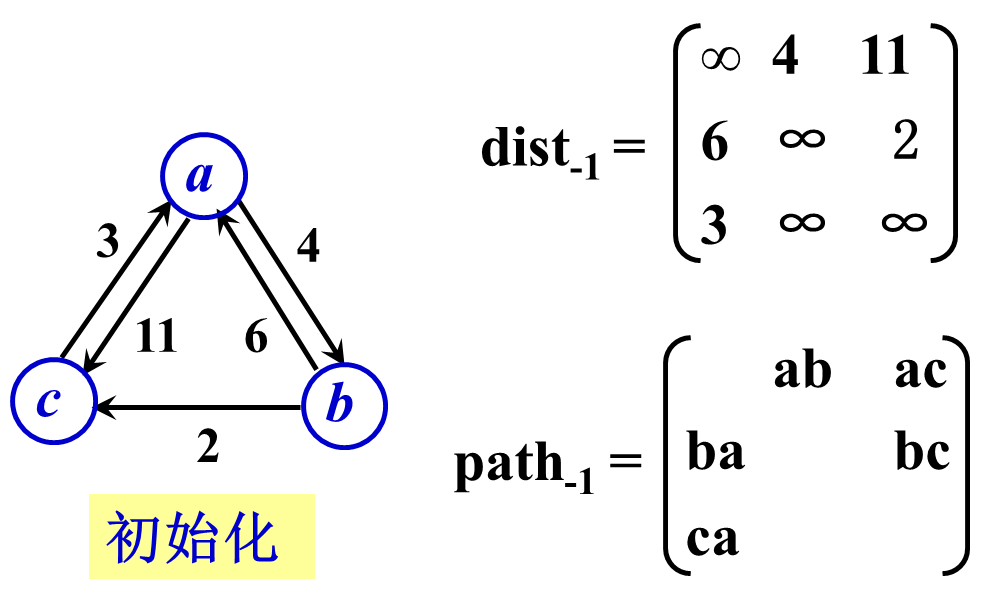 a
3
4
11
6
c
b
2
初始化
dist-1 =
∞ 4 11
6 ∞ 2
3 ∞ ∞
path-1 =
ab ac
ba bc
ca